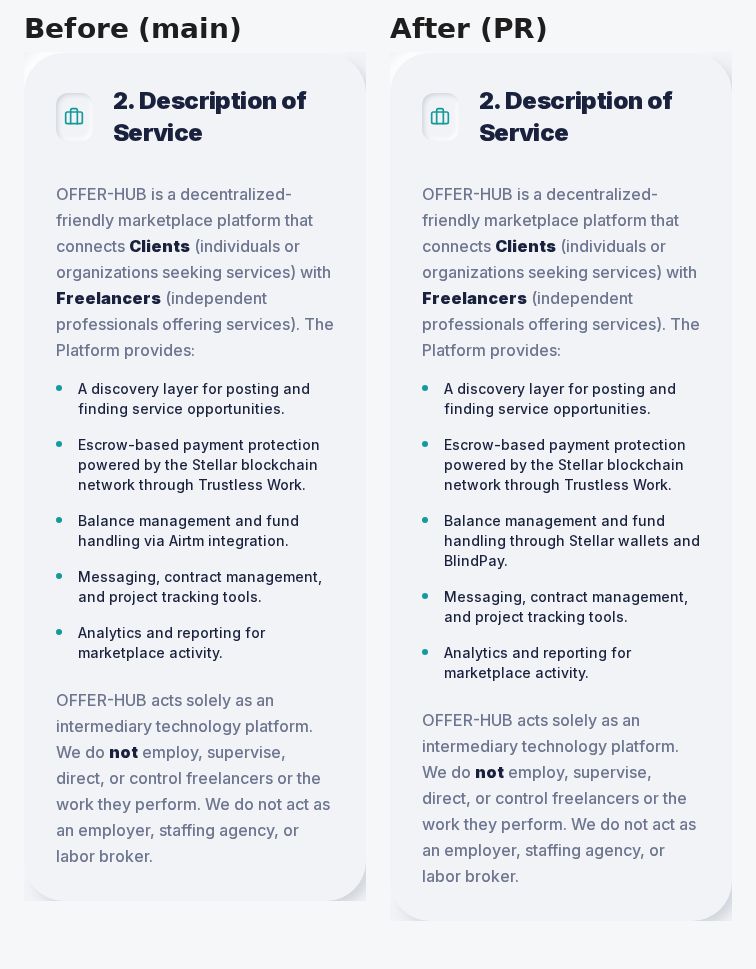 Before (main)
2. Description of
Service
OFFER-HUB is a decentralized-
friendly marketplace platform that
connects Clients (individuals or
organizations seeking services) with
Freelancers (independent
professionals offering services). The
Platform provides:
A discovery layer for posting and
finding service opportunities.
Escrow-based payment protection
powered by the Stellar blockchain
network through Trustless Work.
Balance management and fund
handling via Airtm integration.
Messaging, contract management,
and project tracking tools.
Analytics and reporting for
marketplace activity.
OFFER-HUB acts solely as an
intermediary technology platform.
We do not employ, supervise,
direct, or control freelancers or the
work they perform. We do not act as
an employer, staffing agency, or
labor broker.
After (PR)
2. Description of
Service
OFFER-HUB is a decentralized-
friendly marketplace platform that
connects Clients (individuals or
organizations seeking services) with
Freelancers (independent
professionals offering services). The
Platform provides:
A discovery layer for posting and
finding service opportunities.
Escrow-based payment protection
powered by the Stellar blockchain
network through Trustless Work.
Balance management and fund
handling through Stellar wallets and
BlindPay.
Messaging, contract management,
and project tracking tools.
Analytics and reporting for
marketplace activity.
OFFER-HUB acts solely as an
intermediary technology platform.
We do not employ, supervise,
direct, or control freelancers or the
work they perform. We do not act as
an employer, staffing agency, or
labor broker.